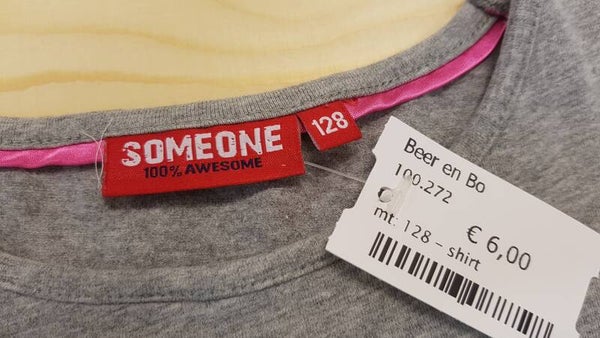 SOMEONE
100% AWESOME
128
Beer en Bo
100.272
€ 6,00
mt: 128 – shirt